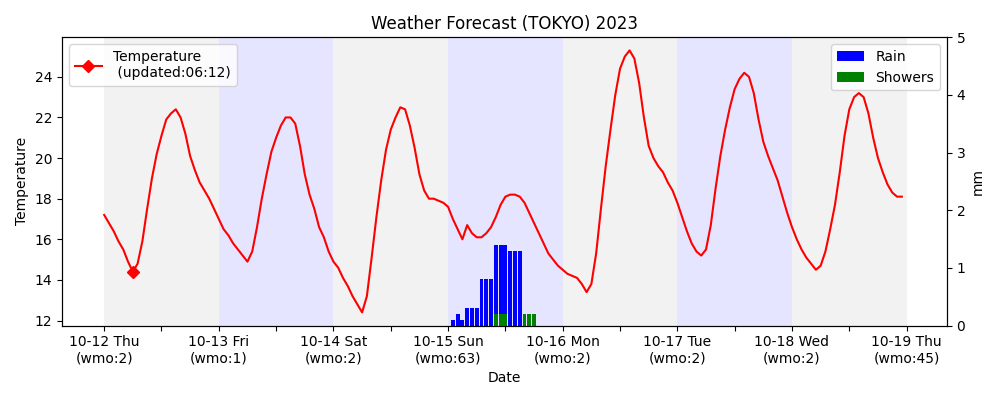 Weather Forecast (TOKYO) 2023
Temperature
(updated:06:12)
Rain
Showers
Temperature
24
22
20
18
16
14
12
5
4
3
2
1
0
mm
10-12 Thu
(wmo:2)
10-13 Fri
(wmo:1)
10-14 Sat
(wmo:2)
10-15 Sun
(wmo:63)
10-16 Mon
(wmo:2)
10-17 Tue
(wmo:2)
10-18 Wed
(wmo:2)
10-19 Thu
(wmo:45)
Date